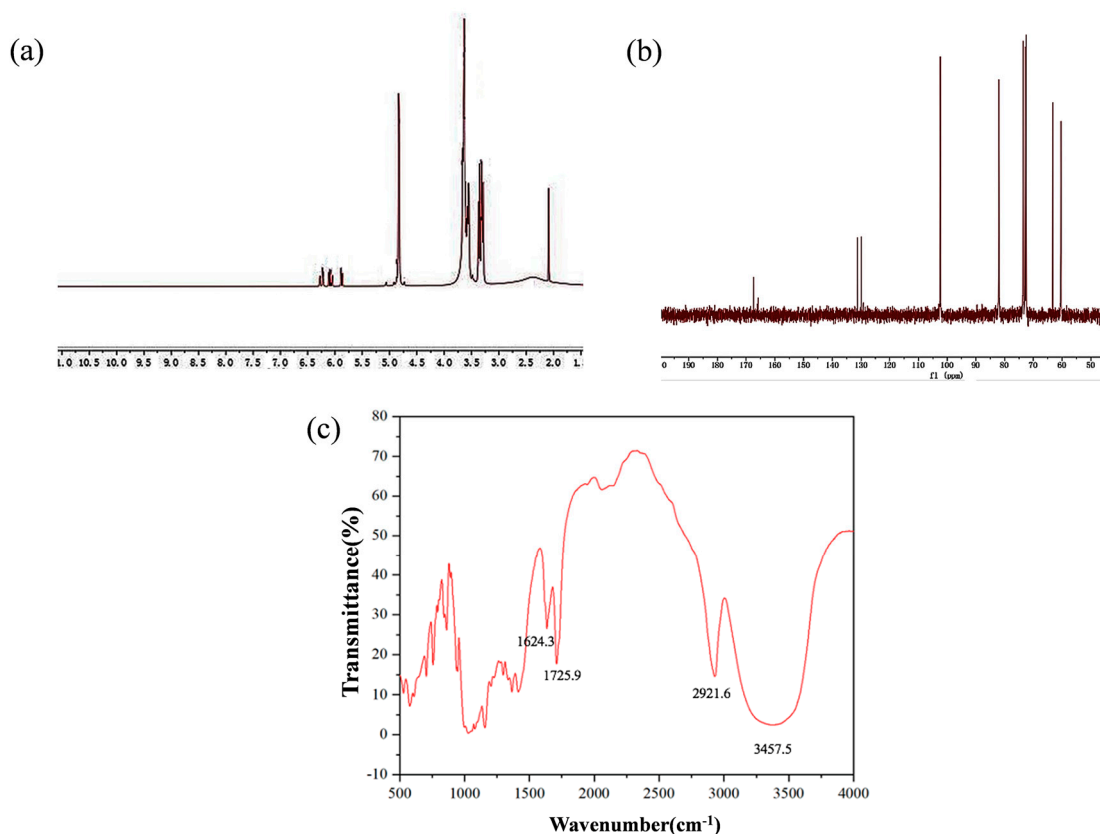 (a)
1.0 10.5 10.0 9.5 9.0 8.5 8.0 7.5 7.0 6.5 6.0 5.5 5.0 4.5 4.0 3.5 3.0 2.5 2.0 1.
(b)
0 190 180 170 160 150 140 130 120 110 100 90 80 70 60 50
f1 (ppm)
(c)
80
70
60
50
40
30
20
10
0
-10
Transmittance(%)
1624.3
1725.9
2921.6
3457.5
500 1000 1500 2000 2500 3000 3500 4000
Wavenumber(cm⁻¹)